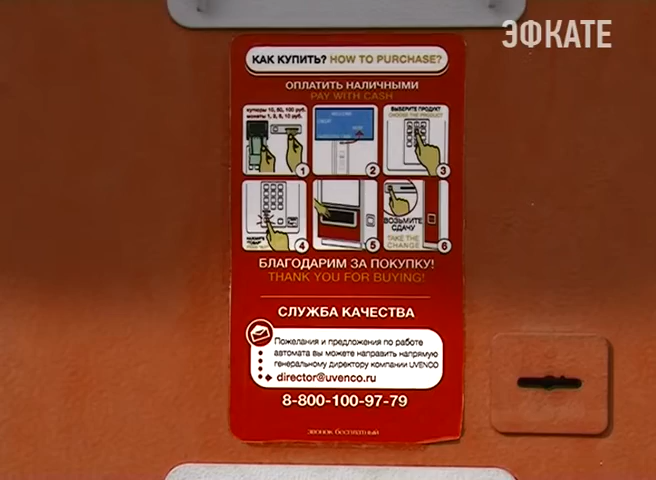 ЭФКАТЕ
КАК КУПИТЬ? HOW TO PURCHASE?
ОПЛАТИТЬ НАЛИЧНЫМИ
PAY WITH CASH
купюры 10, 50, 100 руб.
монеты 1, 2, 5, 10 руб.
ВЫБЕРИТЕ ПРОДУКТ
CHOOSE THE PRODUCT
1
2
3
ВОЗЬМИТЕ
СДАЧУ
TAKE THE
CHANGE
4
5
6
БЛАГОДАРИМ ЗА ПОКУПКУ!
THANK YOU FOR BUYING!
СЛУЖБА КАЧЕСТВА
Пожелания и предложения по работе
автомата вы можете направить напрямую
генеральному директору компании UVENCO
director@uvenco.ru
8-800-100-97-79
звонок бесплатный